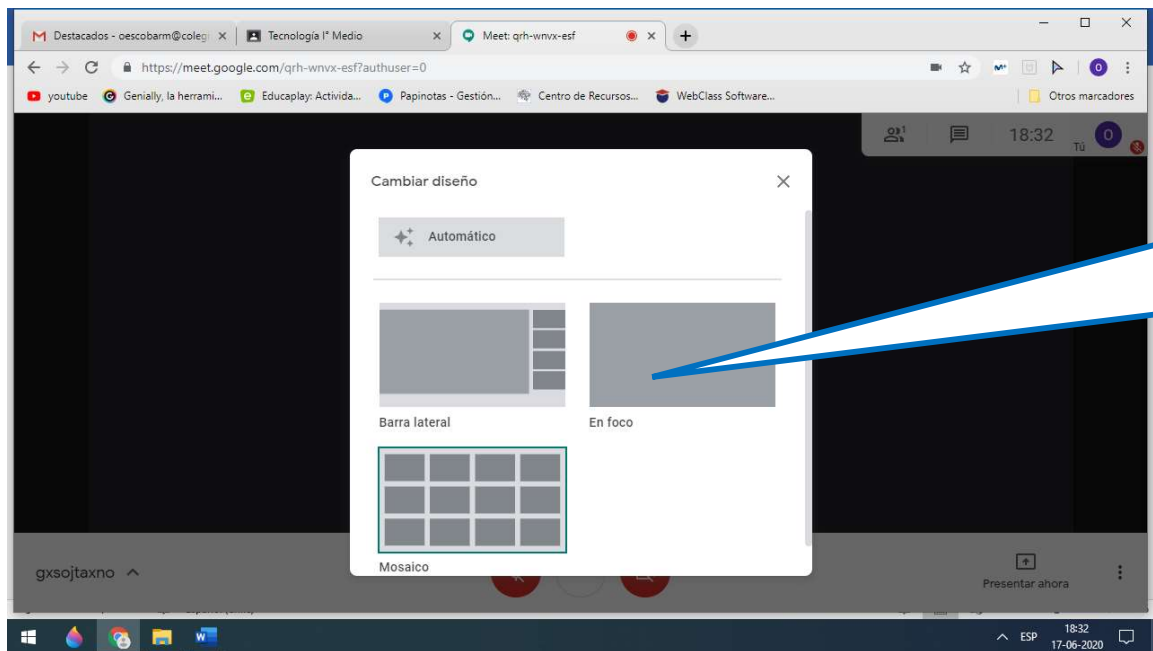 Destacados - oescobarm@coleg
Tecnología I° Medio
Meet: qrh-wnvx-esf
https://meet.google.com/qrh-wnvx-esf?authuser=0
youtube
Genially, la herrami...
Educaplay: Activida...
Papinotas - Gestión...
Centro de Recursos...
WebClass Software...
Otros marcadores
1
18:32
Tú
O
Cambiar diseño
Automático
Barra lateral
En foco
Mosaico
gxsojtaxno
Presentar ahora
ESP
18:32
17-06-2020